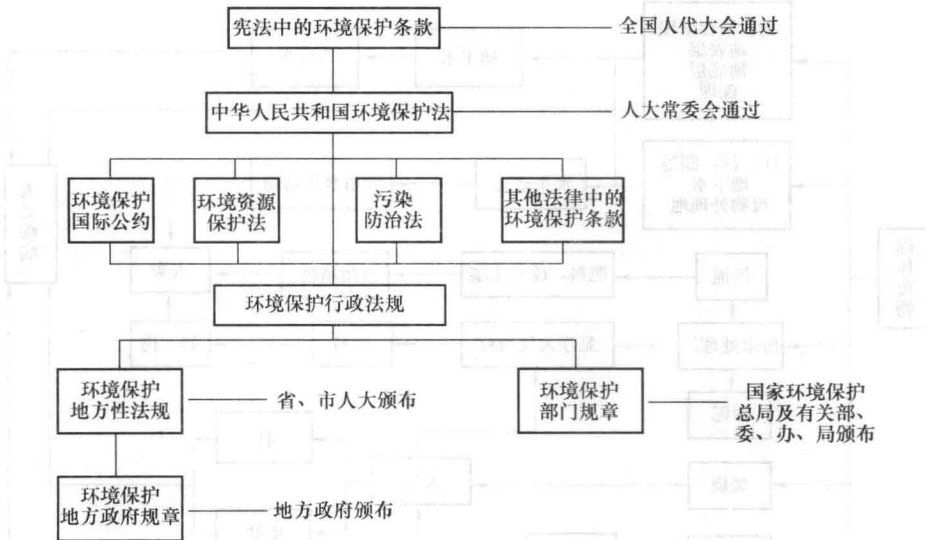 宪法中的环境保护条款
全国人代大会通过
中华人民共和国环境保护法
人大常委会通过
环境保护
国际公约
环境资源
保护法
污染
防治法
其他法律中的
环境保护条款
环境保护行政法规
环境保护
地方性法规
省、市人大颁布
环境保护
部门规章
国家环境保护
总局及有关部、
委、办、局颁布
环境保护
地方政府规章
地方政府颁布